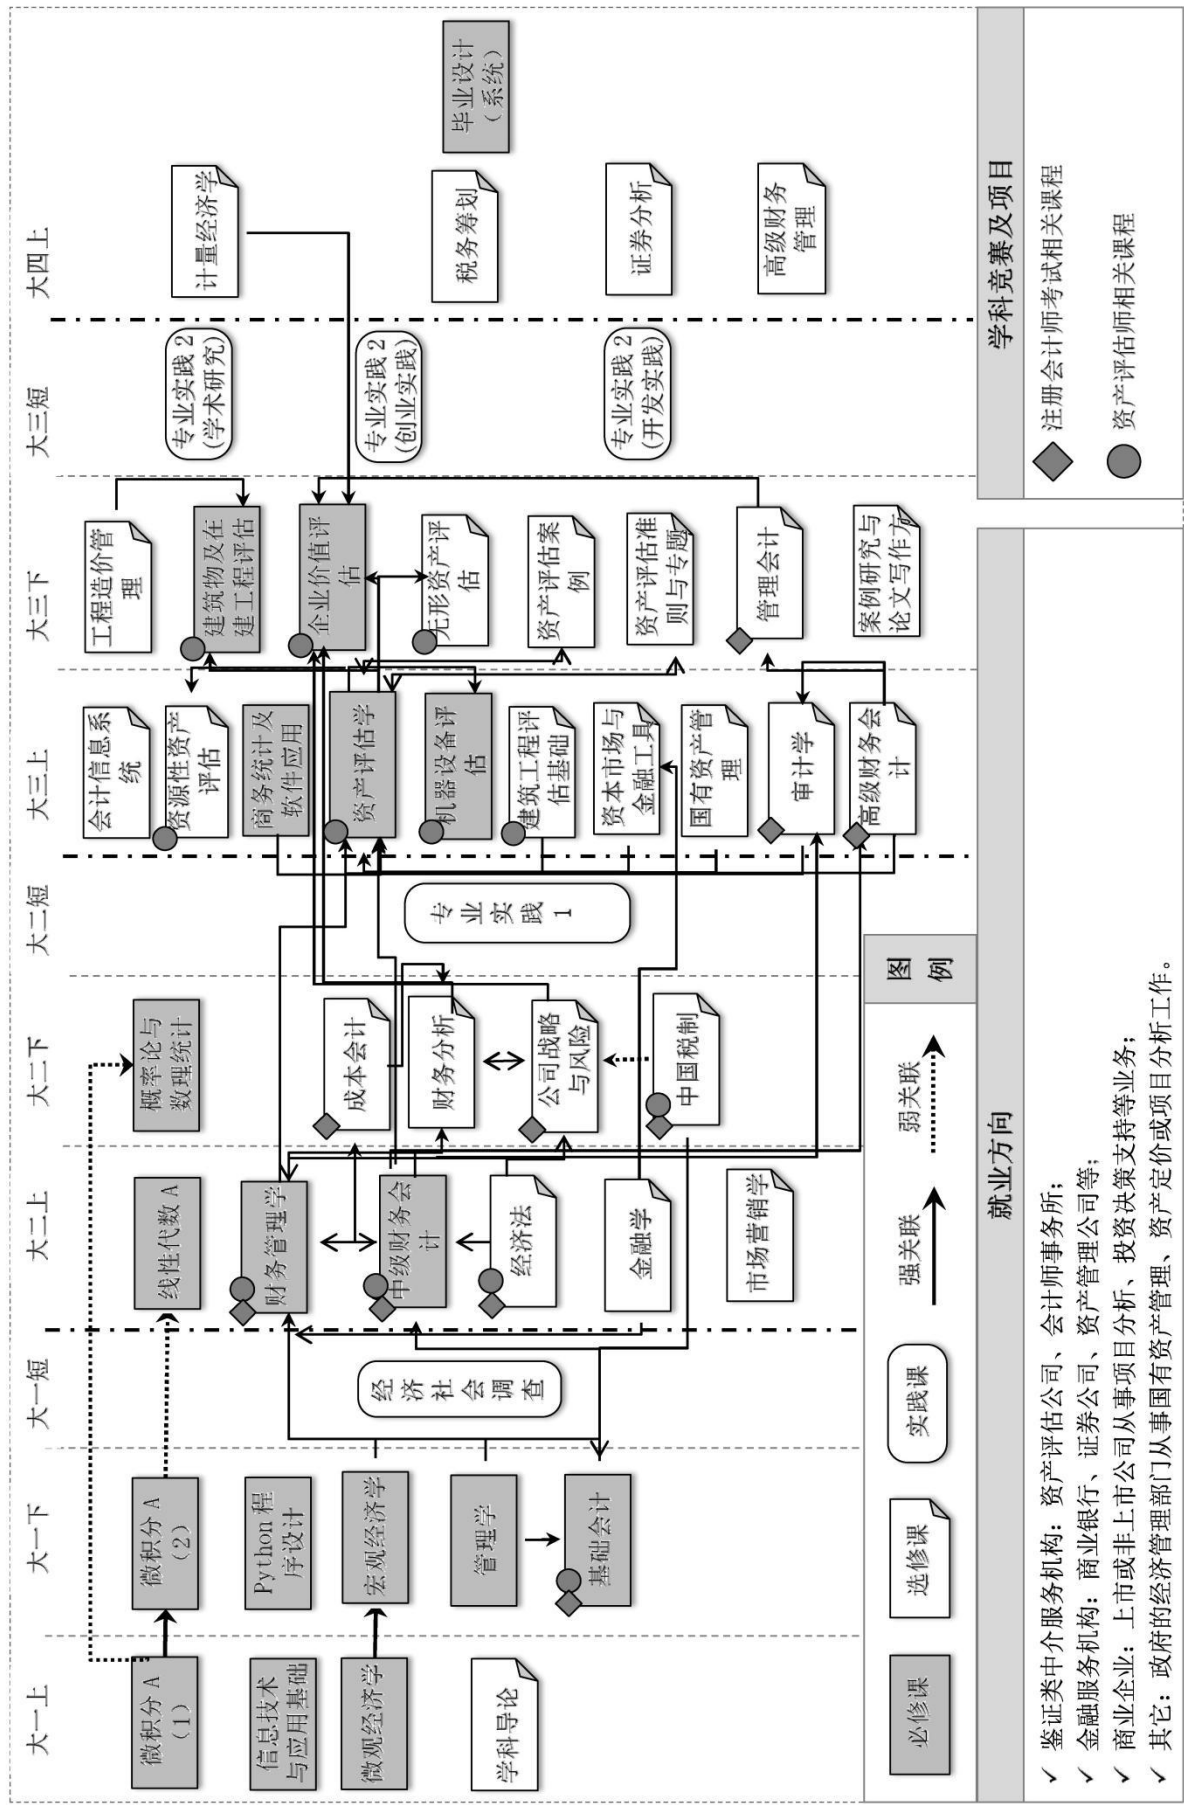 大一上
大一下
大一短
大二上
大二下
大二短
大三上
大三下
大三短
大四上
微积分 A
（1）
信息技术
与应用基础
微观经济学
学科导论
微积分 A
（2）
Python 程
序设计
宏观经济学
管理学
基础会计
经济社会调查
线性代数 A
财务管理学
中级财务会
计
经济法
金融学
市场营销学
概率论与
数理统计
成本会计
财务分析
公司战略
与风险
中国税制
专业实践1
会计信息系
统
资源性资产
评估
商务统计及
软件应用
资产评估学
机器设备评
估
建筑工程评
估基础
资本市场与
金融工具
国有资产管
理
审计学
高级财务会
计
工程造价管
理
建筑物及在
建工程评估
企业价值评
估
无形资产评
估
资产评估案
例
资产评估准
则与专题
管理会计
案例研究与
论文写作方
专业实践 2
(学术研究)
专业实践 2
(创业实践)
专业实践 2
(开发实践)
计量经济学
税务筹划
证券分析
高级财务
管理
毕业设计
（系统）
图例
必修课
选修课
实践课
强关联
弱关联
就业方向
✓ 鉴证类中介服务机构：资产评估公司、会计师事务所；
✓ 金融服务机构：商业银行、证券公司、资产管理公司等；
✓ 商业企业：上市或非上市公司从事项目分析、投资决策支持等业务；
✓ 其它：政府的经济管理部门从事国有资产管理、资产定价或项目分析工作。
学科竞赛及项目
注册会计师考试相关课程
资产评估师相关课程